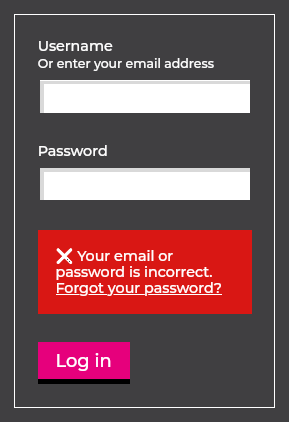 Username
Or enter your email address
Password
Your email or
password is incorrect.
Forgot your password?
Log in